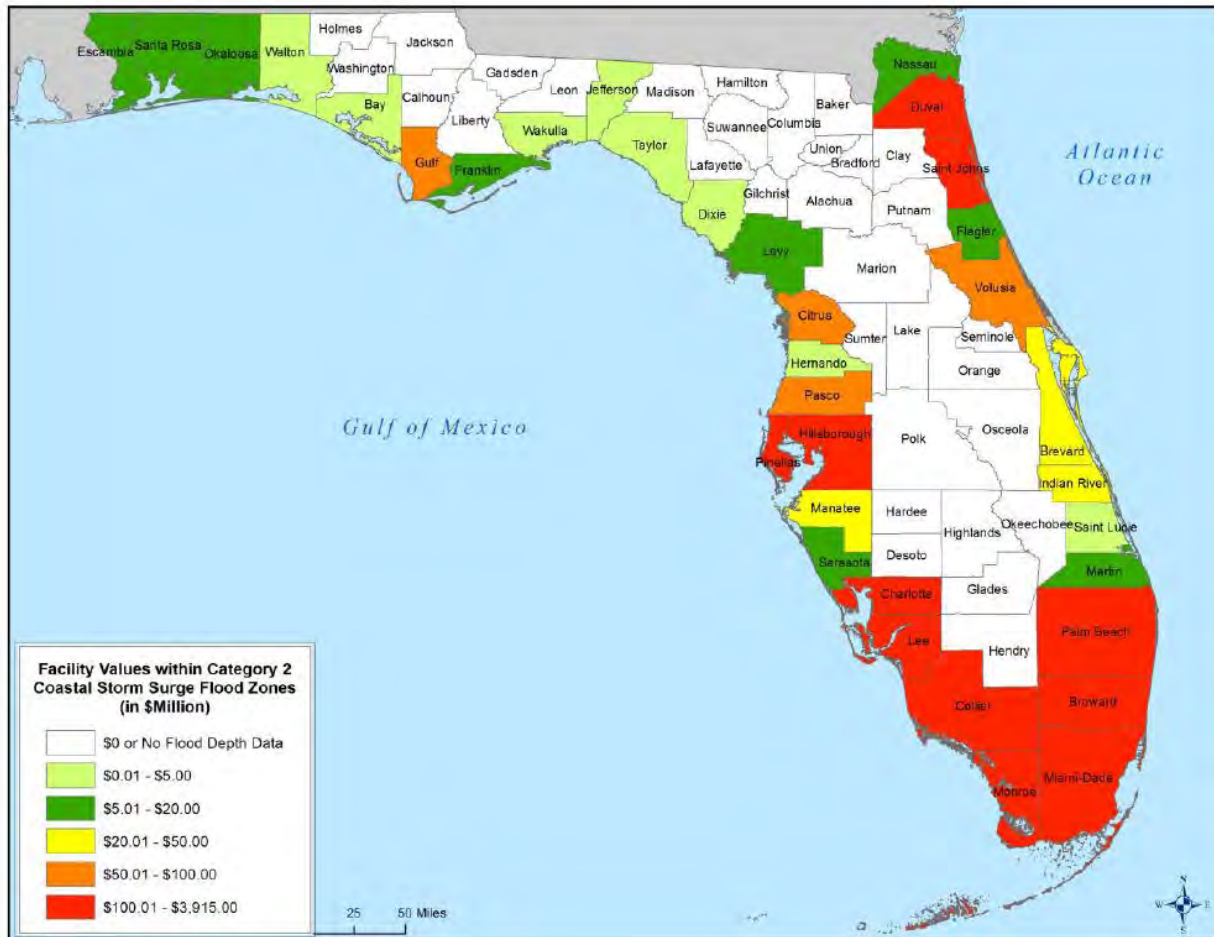 Holmes
Jackson
Escambia
Santa Rosa
Okaloosa
Walton
Washington
Gadsden
Hamilton
Nassau
Bay
Calhoun
Leon
Jefferson
Madison
Baker
Duval
Liberty
Wakulla
Suwannee
Columbia
Gulf
Franklin
Taylor
Lafayette
Union
Bradford
Clay
Saint Johns
Atlantic
Ocean
Gilchrist
Alachua
Putnam
Dixie
Flagler
Levy
Marion
Volusia
Citrus
Sumter
Lake
Seminole
Hernando
Orange
Pasco
Gulf of Mexico
Hillsborough
Polk
Osceola
Pinellas
Brevard
Indian River
Manatee
Hardee
Highlands
Okeechobee
Saint Lucie
Sarasota
Desoto
Martin
Charlotte
Glades
Palm Beach
Lee
Hendry
Collier
Broward
Miami-Dade
Monroe
Facility Values within Category 2
Coastal Storm Surge Flood Zones
(in $Million)
$0 or No Flood Depth Data
$0.01 - $5.00
$5.01 - $20.00
$20.01 - $50.00
$50.01 - $100.00
$100.01 - $3,915.00
25 50 Miles
N
W E
S